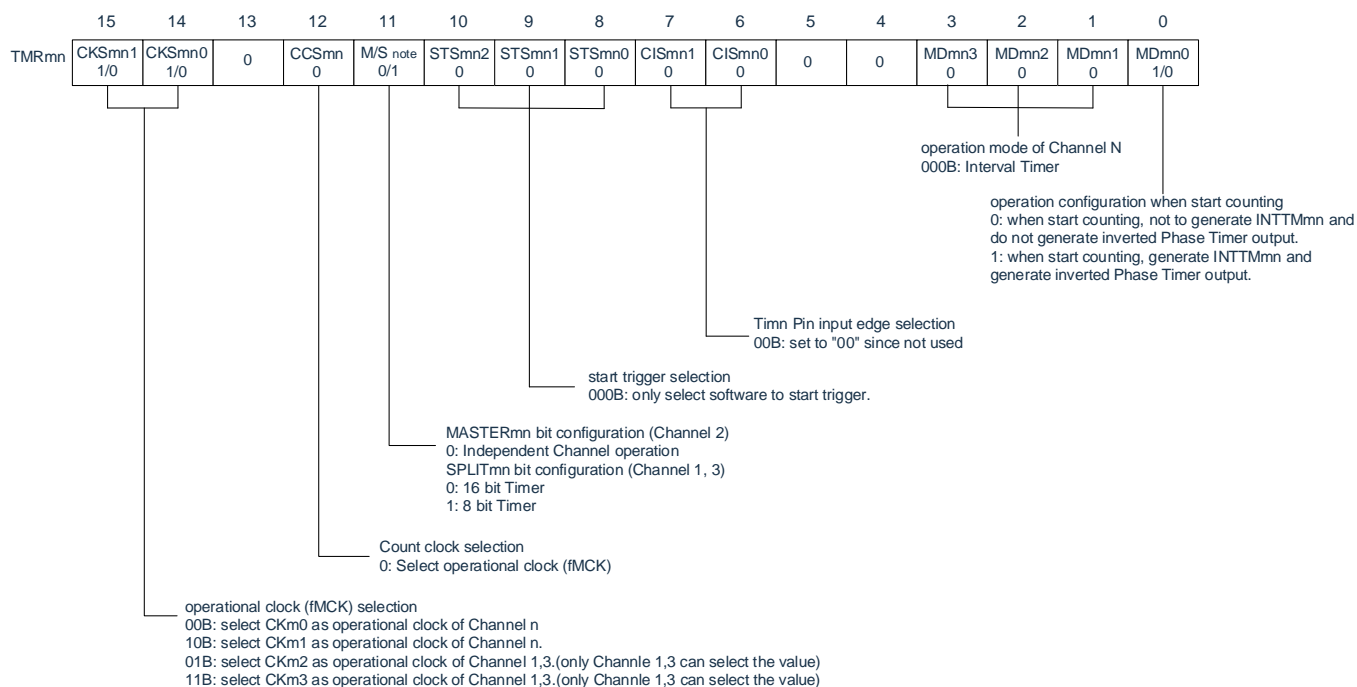 15 14 13 12 11 10 9 8 7 6 5 4 3 2 1 0
TMRmn CKSmn1 CKSmn0 0 CCSmn M/S note STSmn2 STSmn1 STSmn0 CISmn1 CISmn0 0 0 MDmn3 MDmn2 MDmn1 MDmn0
1/0 1/0 0 0/1 0 0 0 0 0 0 0 0 1/0
operation mode of Channel N
000B: Interval Timer
operation configuration when start counting
0: when start counting, not to generate INTTMmn and
do not generate inverted Phase Timer output.
1: when start counting, generate INTTMmn and
generate inverted Phase Timer output.
Timn Pin input edge selection
00B: set to "00" since not used
start trigger selection
000B: only select software to start trigger.
MASTERmn bit configuration (Channel 2)
0: Independent Channel operation
SPLITmn bit configuration (Channel 1, 3)
0: 16 bit Timer
1: 8 bit Timer
Count clock selection
0: Select operational clock (fMCK)
operational clock (fMCK) selection
00B: select CKm0 as operational clock of Channel n
10B: select CKm1 as operational clock of Channel n.
01B: select CKm2 as operational clock of Channel 1,3.(only Channle 1,3 can select the value)
11B: select CKm3 as operational clock of Channel 1,3.(only Channle 1,3 can select the value)